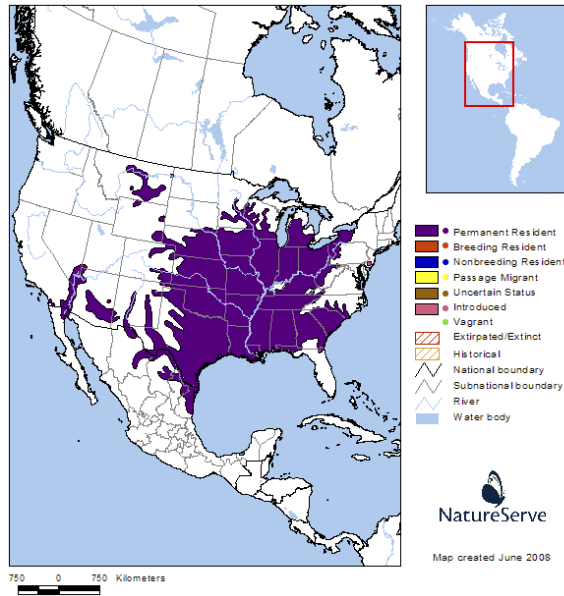 Permanent Resident
Breeding Resident
Nonbreeding Resident
Passage Migrant
Uncertain Status
Introduced
Vagrant
Extirpated/Extinct
Historical
National boundary
Subnational boundary
River
Water body
NatureServe
Map created June 2008
750 0 750 Kilometers